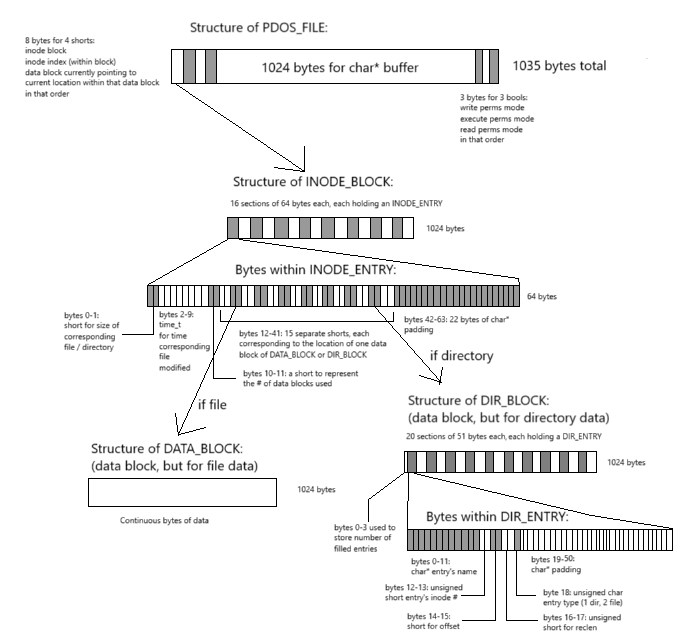 Structure of PDOS_FILE:
8 bytes for 4 shorts:
inode block
inode index (within block)
data block currently pointing to
current location within that data block
in that order
1024 bytes for char* buffer
1035 bytes total
3 bytes for 3 bools:
write perms mode
execute perms mode
read perms mode
in that order
Structure of INODE_BLOCK:
16 sections of 64 bytes each, each holding an INODE_ENTRY
1024 bytes
Bytes within INODE_ENTRY:
64 bytes
bytes 0-1:
short for size of
corresponding
file / directory
bytes 2-9:
time_t
for time
corresponding
file
modified
bytes 12-41: 15 separate shorts, each
corresponding to the location of one data
block of DATA_BLOCK or DIR_BLOCK
bytes 42-63: 22 bytes of char*
padding
bytes 10-11: a short to represent
the # of data blocks used
if file
if directory
Structure of DATA_BLOCK:
(data block, but for file data)
1024 bytes
Continuous bytes of data
Structure of DIR_BLOCK:
(data block, but for directory data)
20 sections of 51 bytes each, each holding a DIR_ENTRY
1024 bytes
bytes 0-3 used to
store number of
filled entries
Bytes within DIR_ENTRY:
bytes 0-11:
char* entry's name
bytes 19-50:
char* padding
bytes 12-13: unsigned
short entry's inode #
byte 18: unsigned char
entry type (1 dir, 2 file)
bytes 14-15:
short for offset
bytes 16-17: unsigned
short for reclen